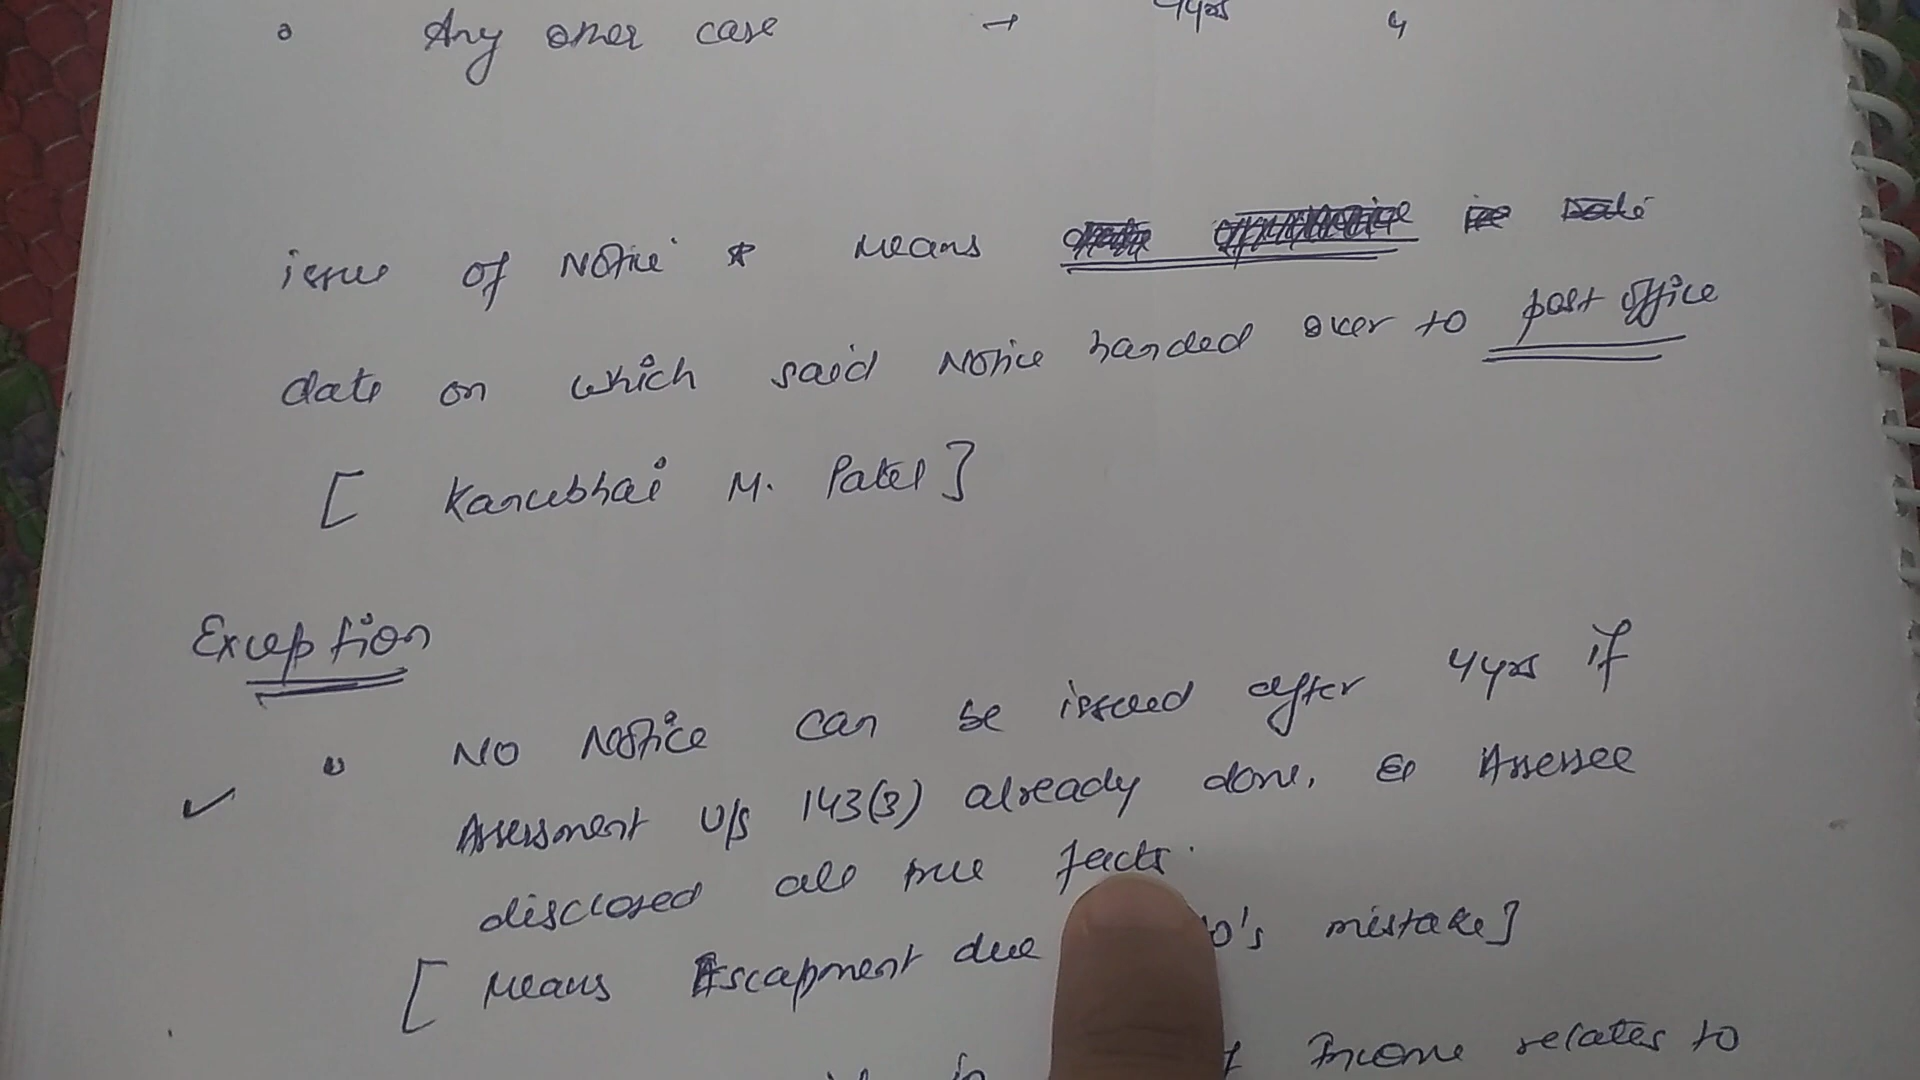 Any other case → 4yrs "
issue of Notice * means
date on which said Notice handed over to post office
[ Kanubhai M. Patel ]
Exception
No Notice can be issued after 4yrs if
Assessment u/s 143(3) already done, & Assessee
disclosed all true facts.
[ Means Escapment due 's mistake ]
Income relates to